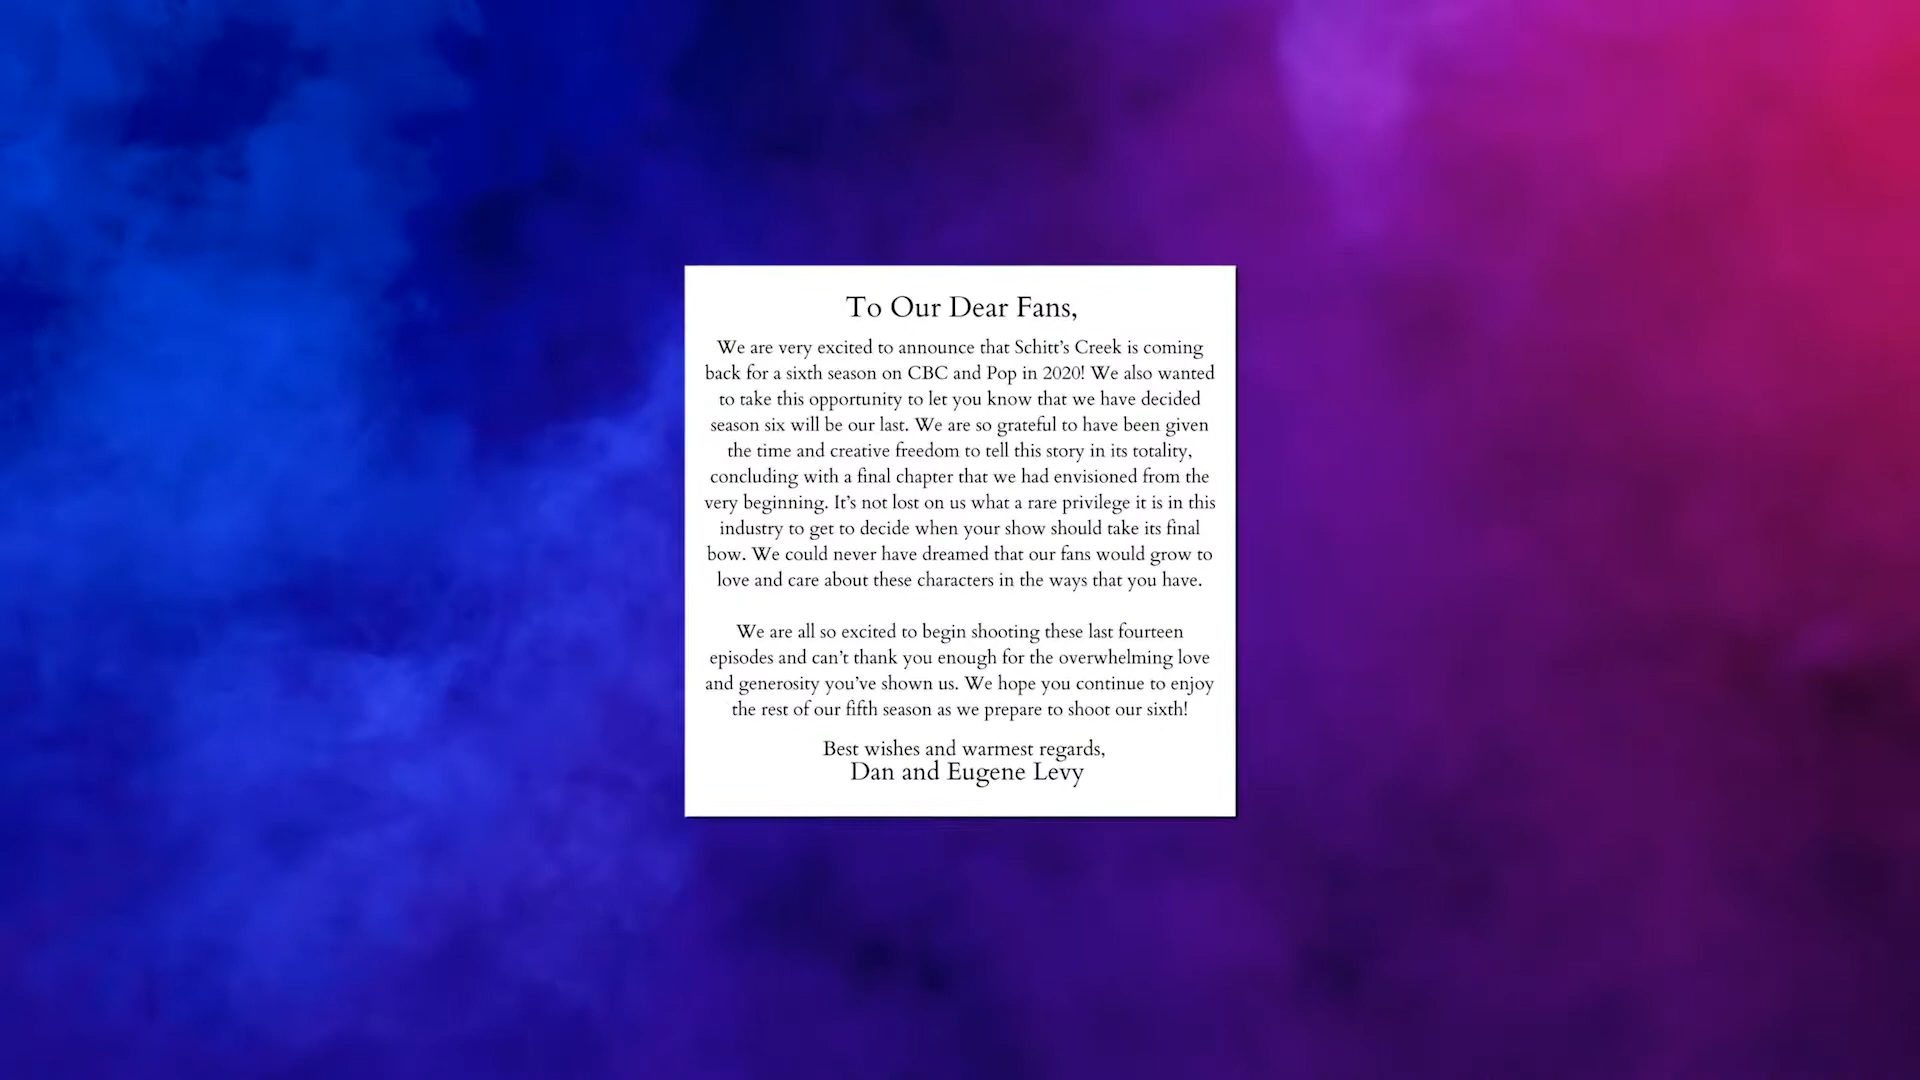 To Our Dear Fans,
We are very excited to announce that Schitt's Creek is coming
back for a sixth season on CBC and Pop in 2020! We also wanted
to take this opportunity to let you know that we have decided
season six will be our last. We are so grateful to have been given
the time and creative freedom to tell this story in its totality,
concluding with a final chapter that we had envisioned from the
very beginning. It's not lost on us what a rare privilege it is in this
industry to get to decide when your show should take its final
bow. We could never have dreamed that our fans would grow to
love and care about these characters in the ways that you have.
We are all so excited to begin shooting these last fourteen
episodes and can't thank you enough for the overwhelming love
and generosity you've shown us. We hope you continue to enjoy
the rest of our fifth season as we prepare to shoot our sixth!
Best wishes and warmest regards,
Dan and Eugene Levy